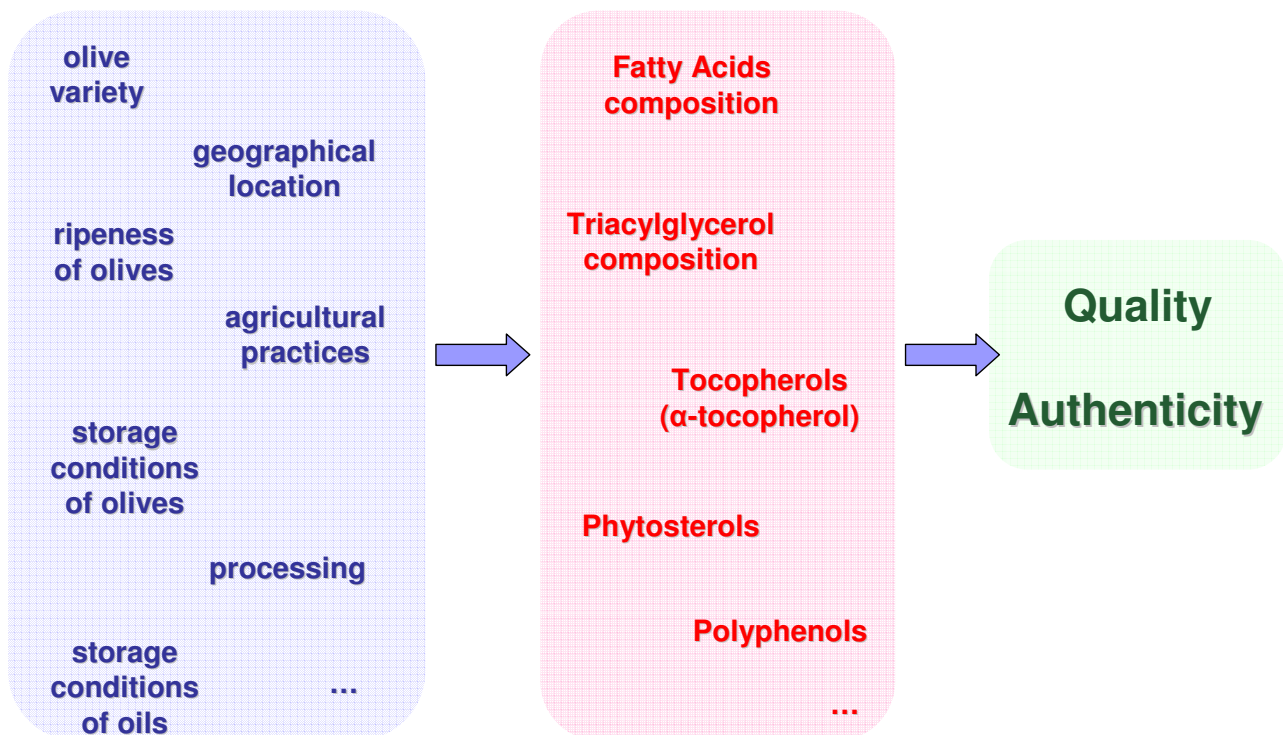 olive
variety
geographical
location
ripeness
of olives
agricultural
practices
storage
conditions
of olives
processing
storage
conditions
of oils
...
Fatty Acids
composition
Triacylglycerol
composition
Tocopherols
(α-tocopherol)
Phytosterols
Polyphenols
...
Quality
Authenticity